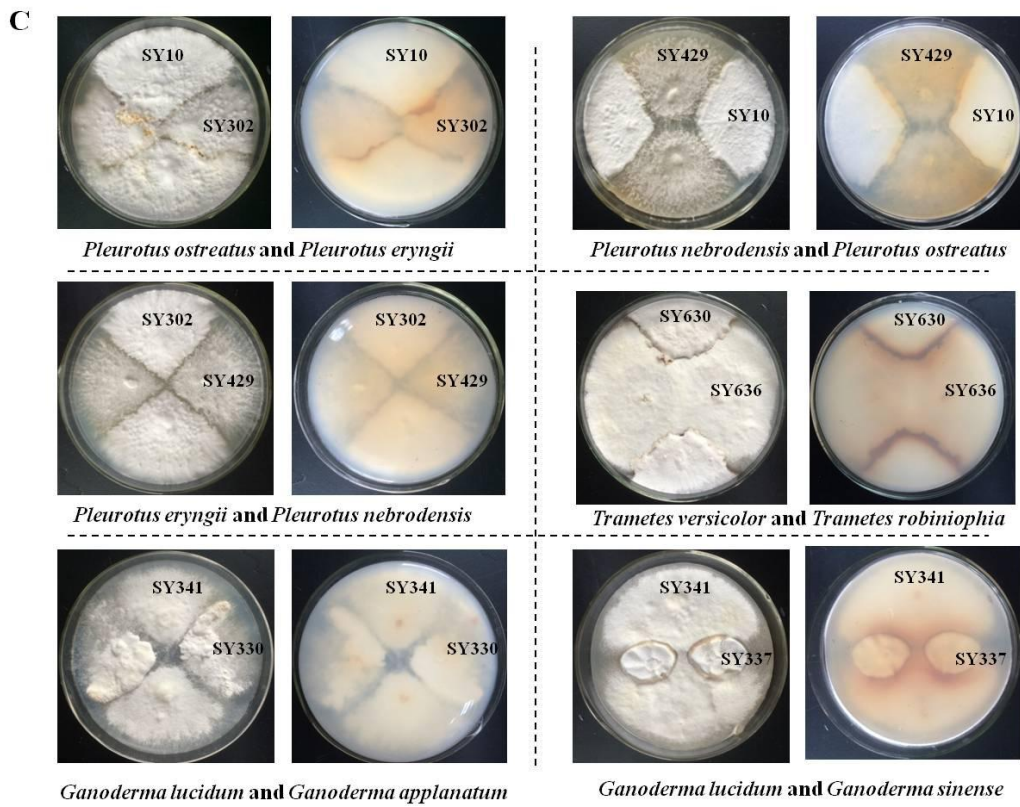 C
SY10 SY10 SY429 SY429
SY302 SY302 SY10 SY10
Pleurotus ostreatus and Pleurotus eryngii
Pleurotus nebrodensis and Pleurotus ostreatus
SY302 SY302 SY630 SY630
SY429 SY429 SY636 SY636
Pleurotus eryngii and Pleurotus nebrodensis
Trametes versicolor and Trametes robiniophia
SY341 SY341 SY341 SY341
SY330 SY330 SY337 SY337
Ganoderma lucidum and Ganoderma applanatum
Ganoderma lucidum and Ganoderma sinense